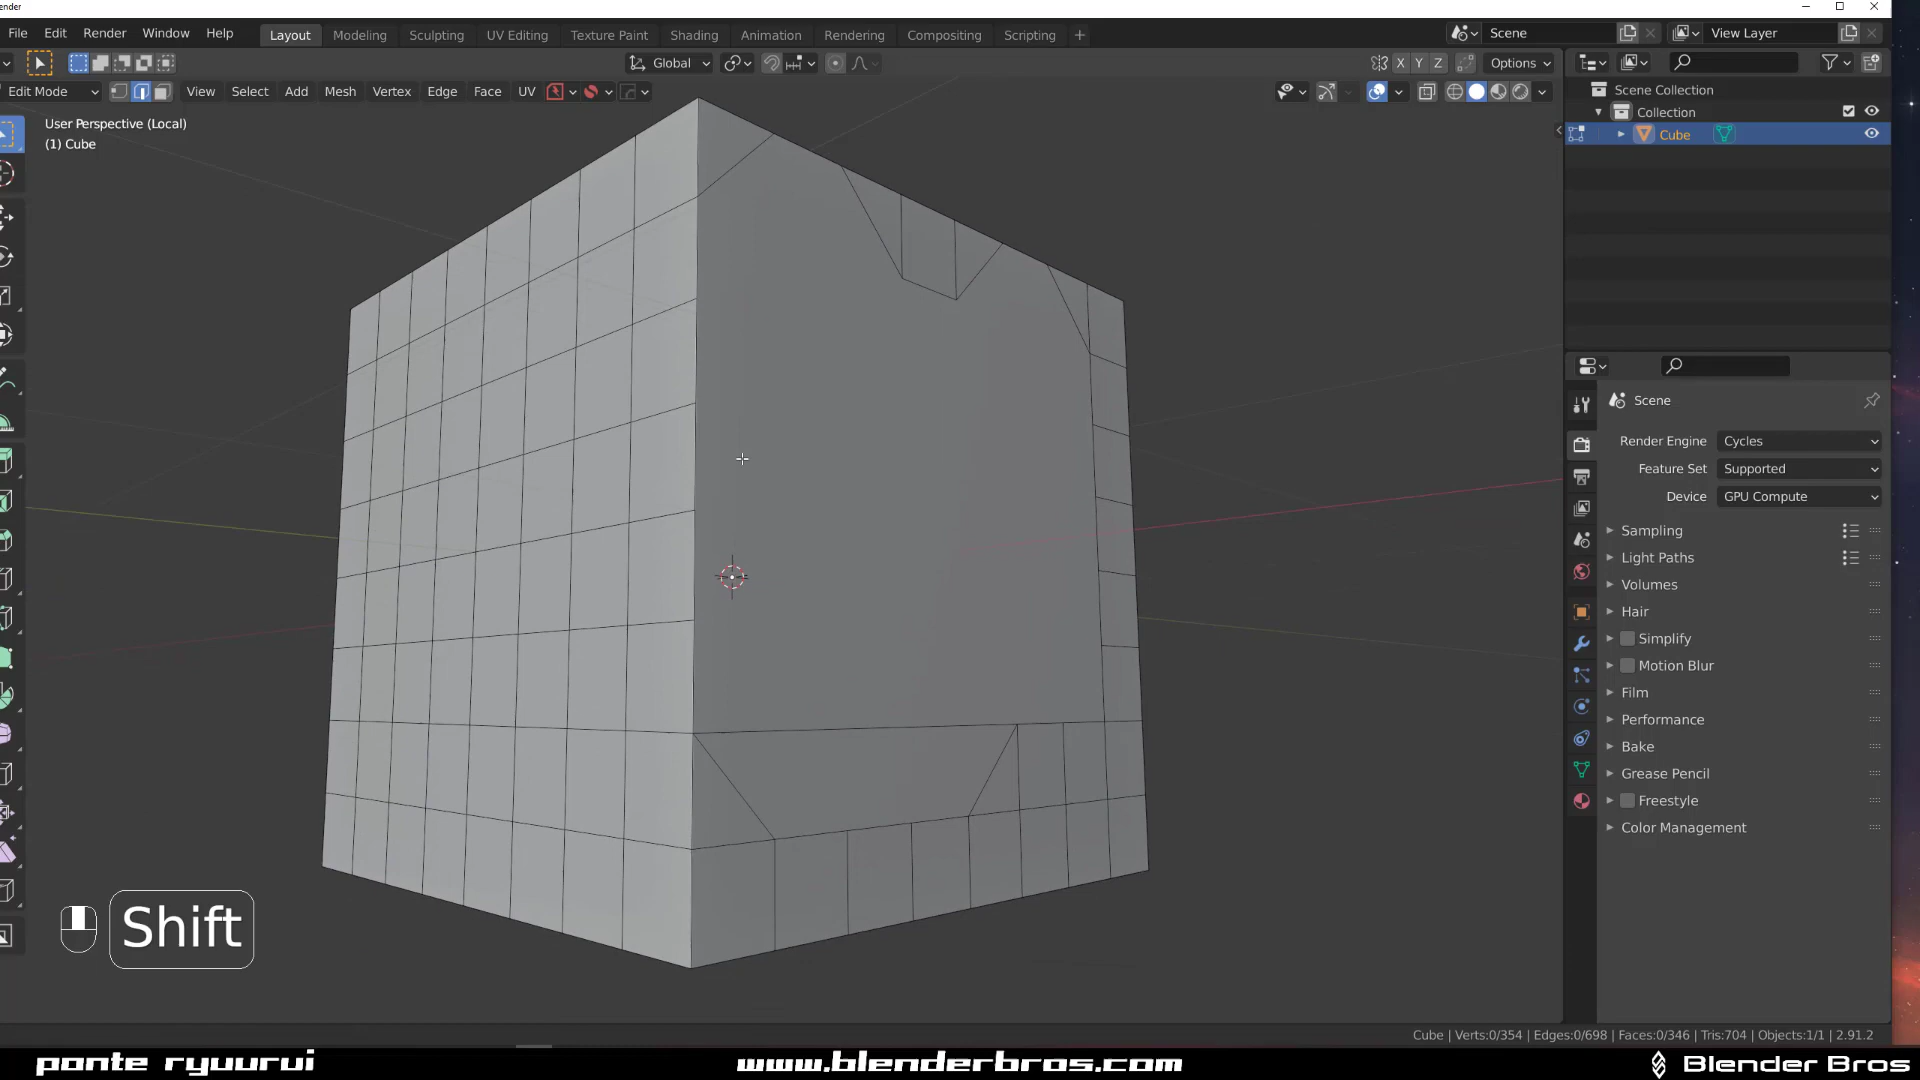 ender
File Edit Render Window Help Layout Modeling Sculpting UV Editing Texture Paint Shading Animation Rendering Compositing Scripting + Scene View Layer
Global X Y Z Options
Edit Mode View Select Add Mesh Vertex Edge Face UV
User Perspective (Local)
(1) Cube
Scene Collection
Collection
Cube
Scene
Render Engine Cycles
Feature Set Supported
Device GPU Compute
Sampling
Light Paths
Volumes
Hair
Simplify
Motion Blur
Film
Performance
Bake
Grease Pencil
Freestyle
Color Management
Shift
Cube | Verts:0/354 | Edges:0/698 | Faces:0/346 | Tris:704 | Objects:1/1 | 2.91.2
ponte ryuurui www.blenderbros.com Blender Bros